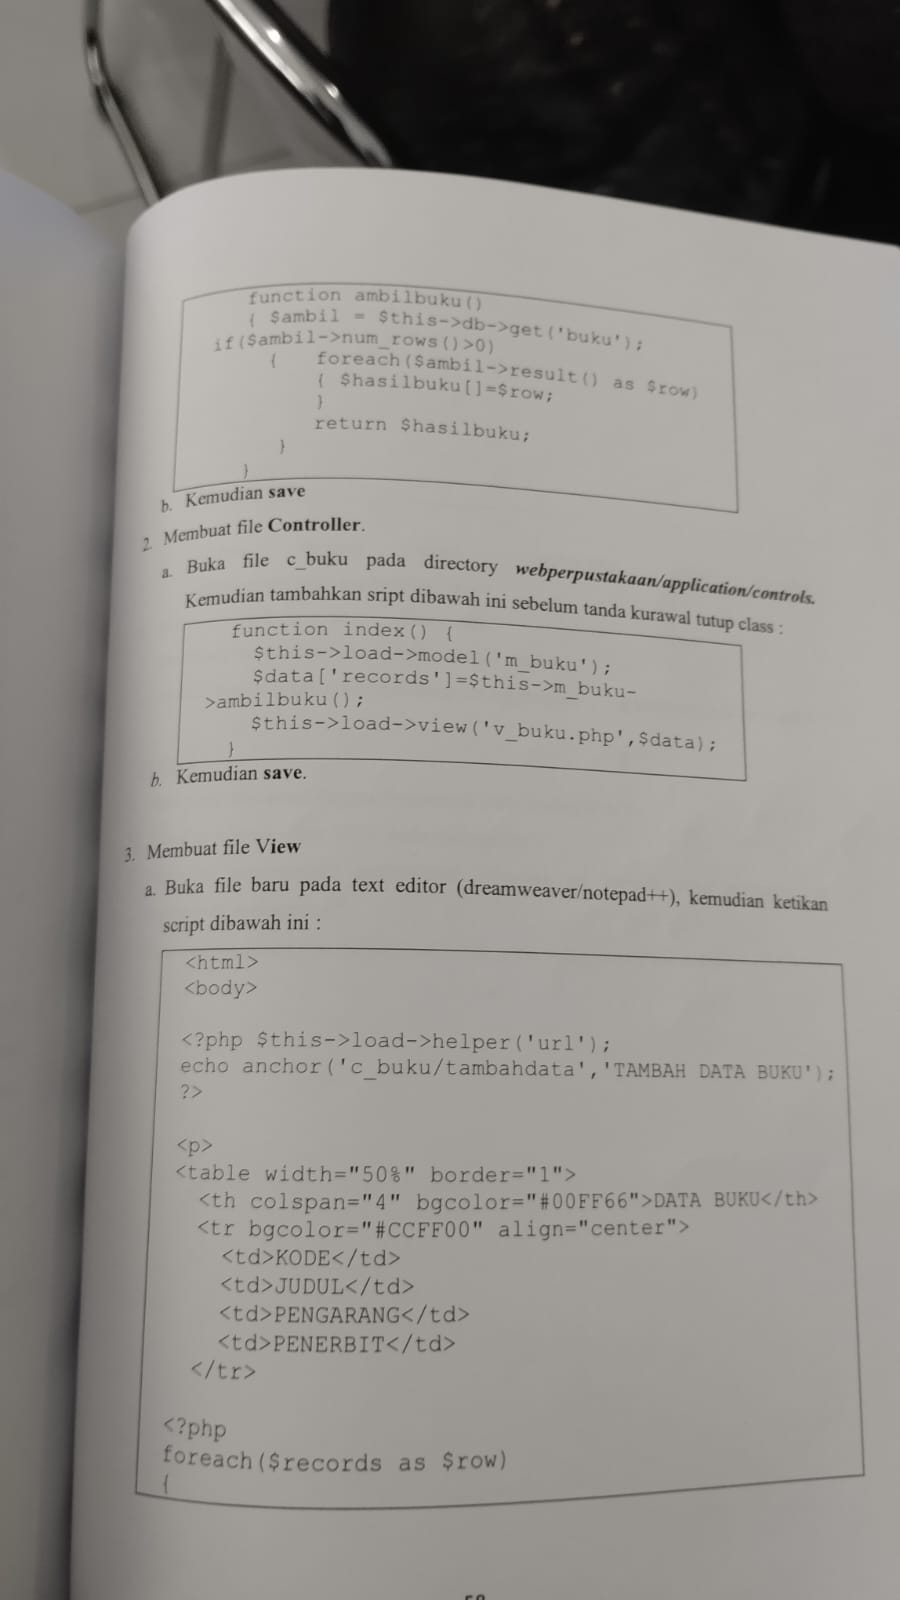 function ambilbuku()
{ $ambil = $this->db->get('buku');
if($ambil->num_rows()>0)
{ foreach($ambil->result() as $row)
{ $hasilbuku[]=$row;
}
return $hasilbuku;
}
}
b. Kemudian save
2. Membuat file Controller.
a. Buka file c_buku pada directory webperpustakaan/application/controls.
Kemudian tambahkan sript dibawah ini sebelum tanda kurawal tutup class :
function index() {
$this->load->model('m_buku');
$data['records']=$this->m_buku-
>ambilbuku();
$this->load->view('v_buku.php',$data);
}
b. Kemudian save.
3. Membuat file View
a. Buka file baru pada text editor (dreamweaver/notepad++), kemudian ketikan
script dibawah ini :
<html>
<body>
<?php $this->load->helper('url');
echo anchor('c_buku/tambahdata','TAMBAH DATA BUKU');
?>
<p>
<table width="50%" border="1">
<th colspan="4" bgcolor="#00FF66">DATA BUKU</th>
<tr bgcolor="#CCFF00" align="center">
<td>KODE</td>
<td>JUDUL</td>
<td>PENGARANG</td>
<td>PENERBIT</td>
</tr>
<?php
foreach($records as $row)
{